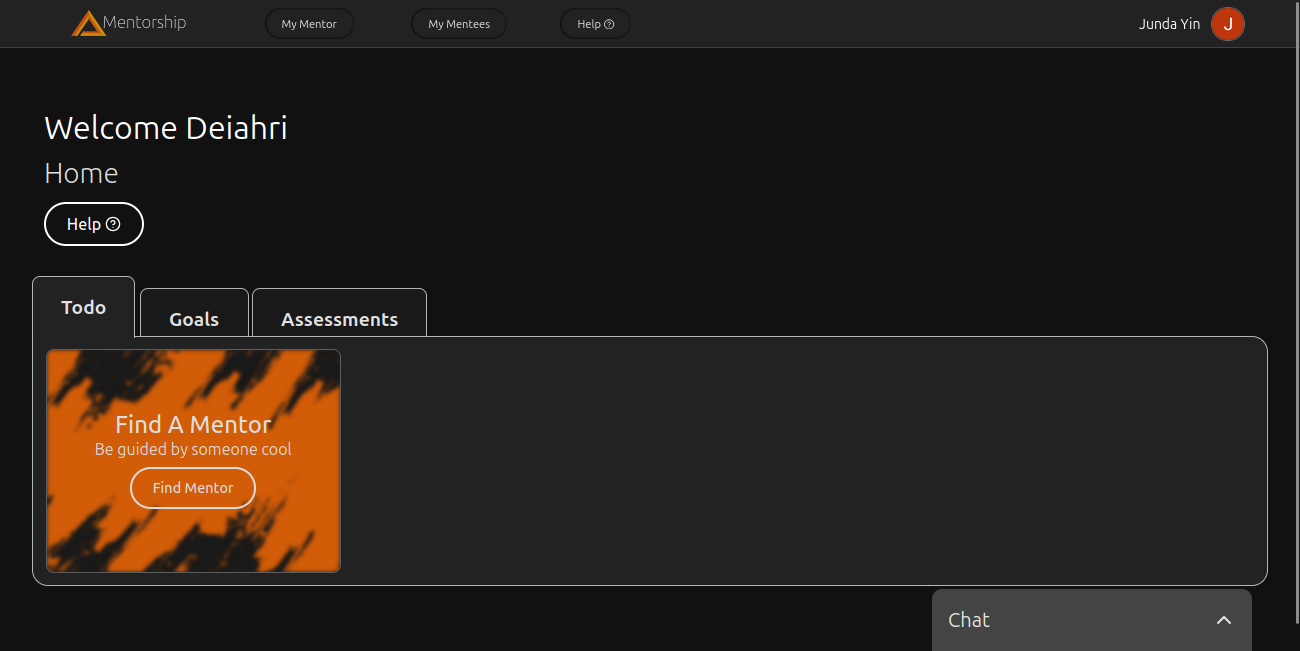 Mentorship
My Mentor
My Mentees
Help ?
Junda Yin
J
Welcome Deiahri
Home
Help ?
Todo
Goals
Assessments
Find A Mentor
Be guided by someone cool
Find Mentor
Chat